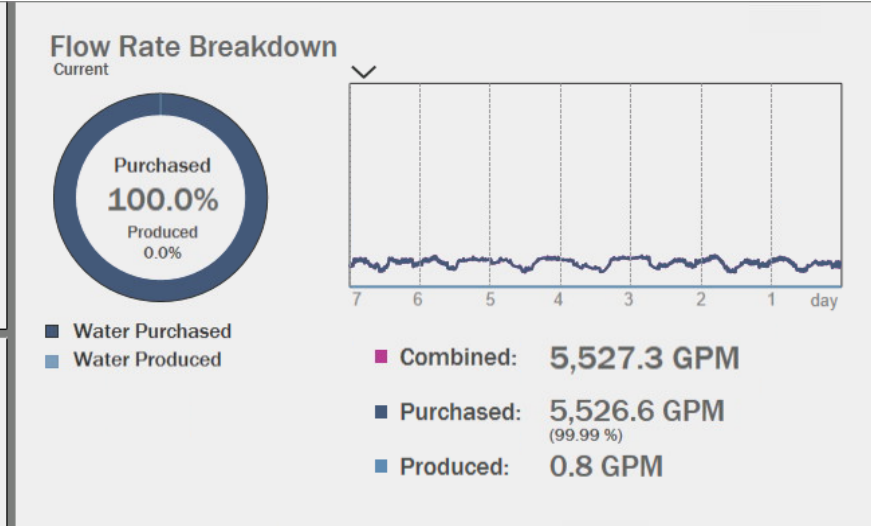 Flow Rate Breakdown
Current
Purchased
100.0%
Produced
0.0%
Water Purchased
Water Produced
7 6 5 4 3 2 1 day
Combined: 5,527.3 GPM
Purchased: 5,526.6 GPM
(99.99 %)
Produced: 0.8 GPM